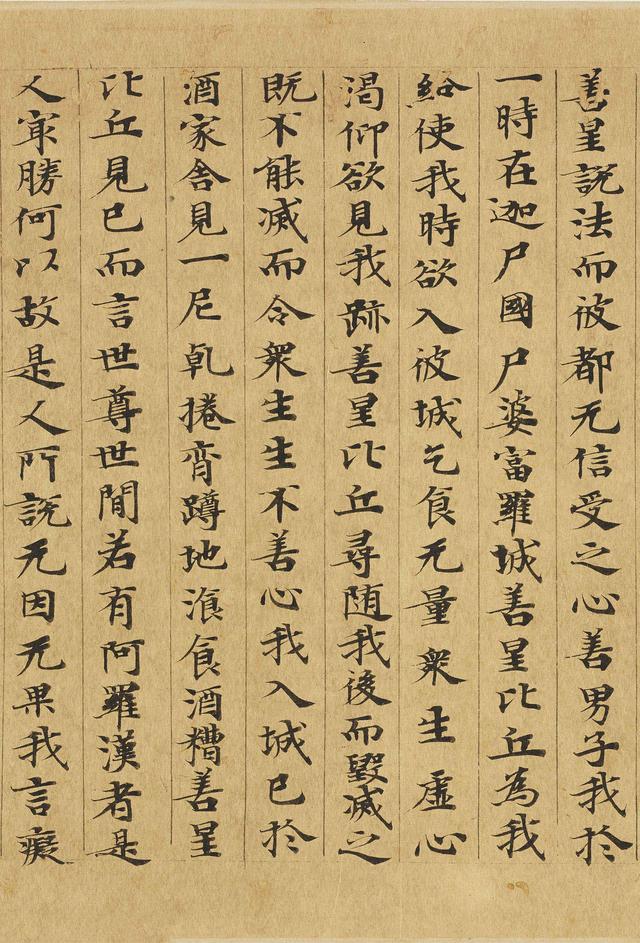 善星説法而彼都无信受之心善男子我於
一時在迦尸國尸婆富羅城善星比丘為我
給使我時欲入彼城乞食无量衆生虛心
渴仰欲見我跡善星比丘尋随我後而毀滅之
既不能滅而令衆生生不善心我入城已於
酒家舍見一尼乹捲脊蹲地飡食酒糟善星
比丘見已而言世尊世間若有阿羅漢者是
人冣勝何以故是人所説无因无果我言癡